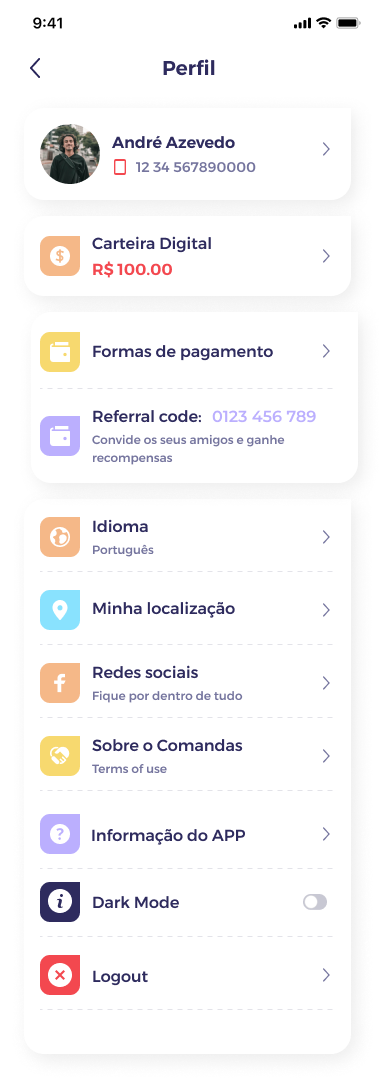 9:41
Perfil
André Azevedo
12 34 567890000
Carteira Digital
R$ 100.00
Formas de pagamento
Referral code: 0123 456 789
Convide os seus amigos e ganhe
recompensas
Idioma
Português
Minha localização
Redes sociais
Fique por dentro de tudo
Sobre o Comandas
Terms of use
Informação do APP
Dark Mode
Logout